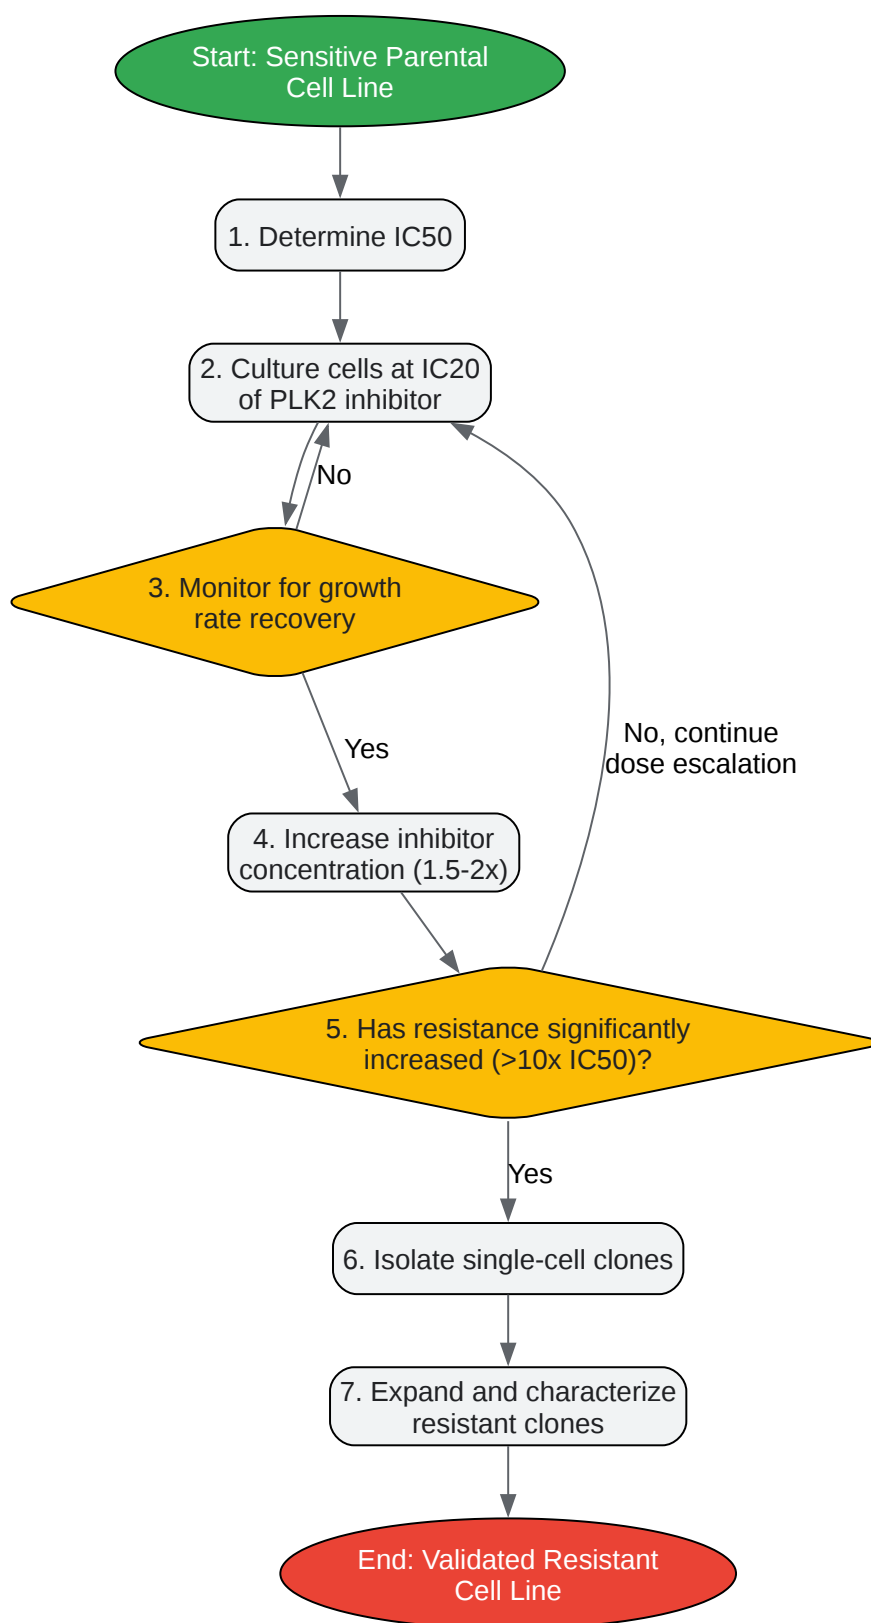 Start: Sensitive Parental
Cell Line
1. Determine IC50
2. Culture cells at IC20
of PLK2 inhibitor
No
3. Monitor for growth
rate recovery
No, continue
dose escalation
Yes
4. Increase inhibitor
concentration (1.5-2x)
5. Has resistance significantly
increased (>10x IC50)?
Yes
6. Isolate single-cell clones
7. Expand and characterize
resistant clones
End: Validated Resistant
Cell Line